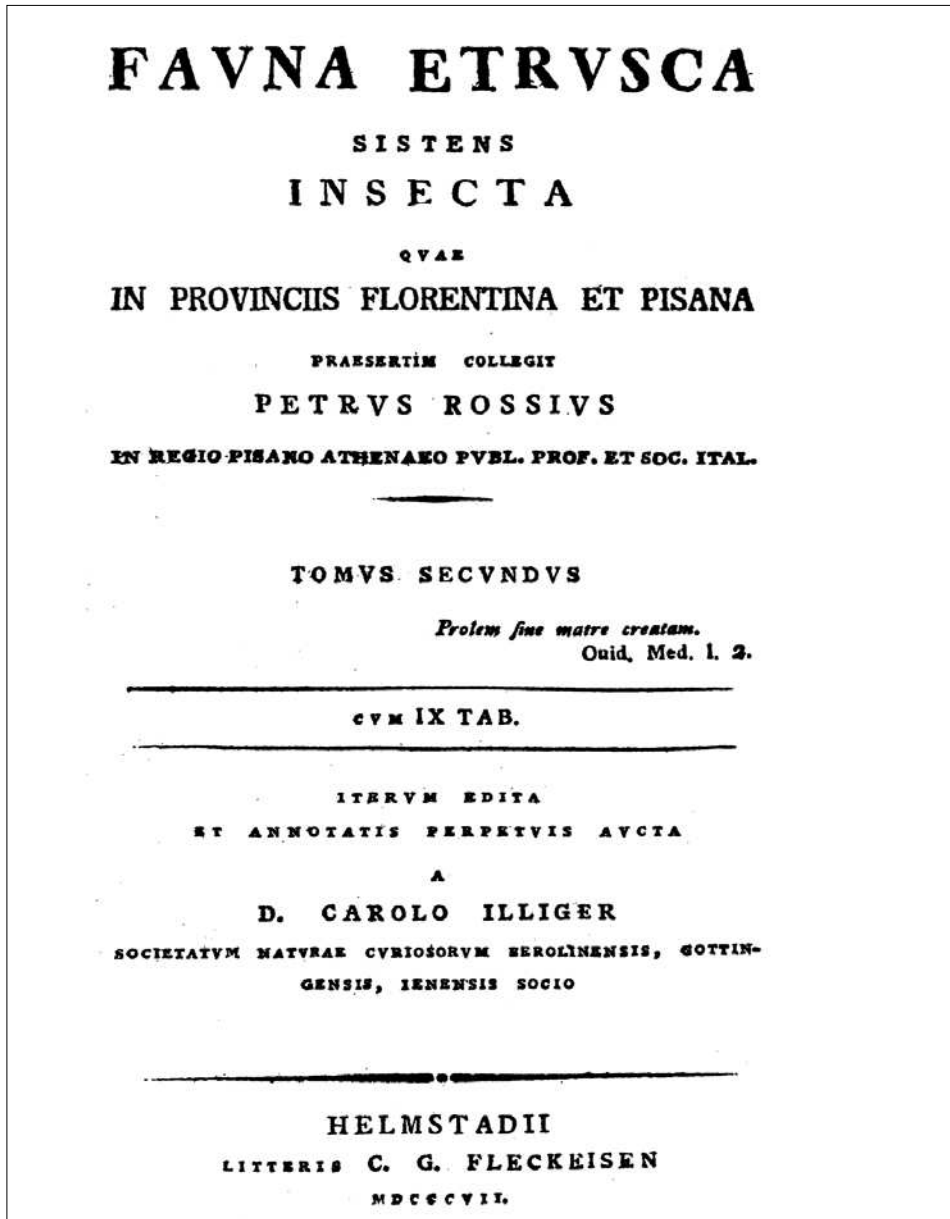 FAVNA ETRVSCA
SISTENS
INSECTA
QVAE
IN PROVINCIIS FLORENTINA ET PISANA
PRAESERTIM COLLEGIT
PETRVS ROSSIVS
IN REGIO PISANO ATHENAEO PVBL. PROF. ET SOC. ITAL.
TOMVS SECVNDVS
Prolem ſine matre creatam.
Ouid. Med. l. 2.
CVM IX TAB.
ITERVM EDITA
ET ANNOTATIS PERPETVIS AVCTA
A
D. CAROLO ILLIGER
SOCIETATVM NATVRAE CVRIOSORVM BEROLINENSIS, GOTTIN-
GENSIS, IENENSIS SOCIO
HELMSTADII
LITTERIS C. G. FLECKEISEN
MDCCCVII.